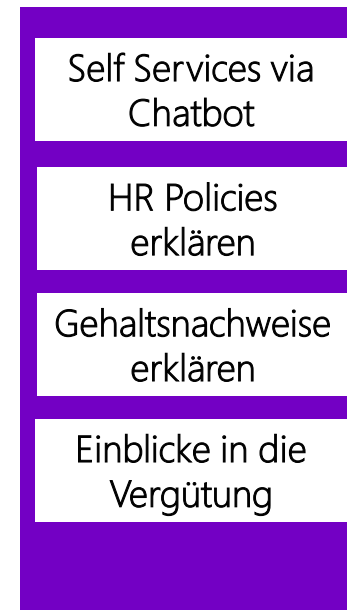 Self Services via
Chatbot
HR Policies
erklären
Gehaltsnachweise
erklären
Einblicke in die
Vergütung